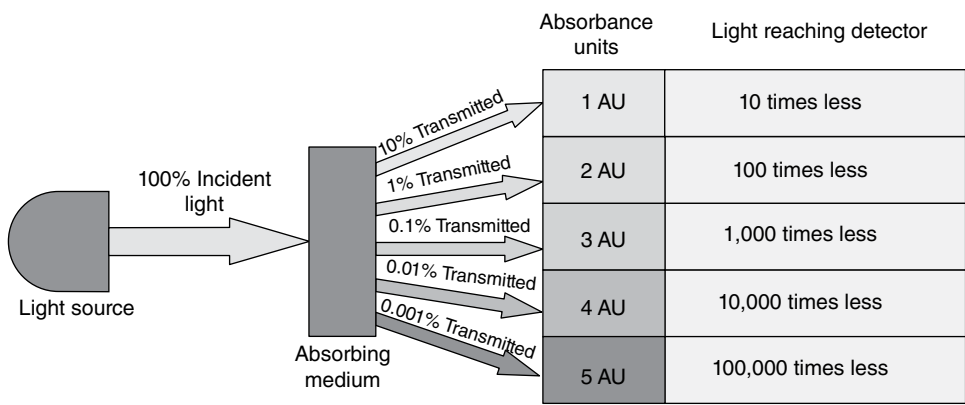 Absorbance
units
Light reaching detector
100% Incident
light
Light source
Absorbing
medium
10% Transmitted
1% Transmitted
0.1% Transmitted
0.01% Transmitted
0.001% Transmitted
1 AU
10 times less
2 AU
100 times less
3 AU
1,000 times less
4 AU
10,000 times less
5 AU
100,000 times less